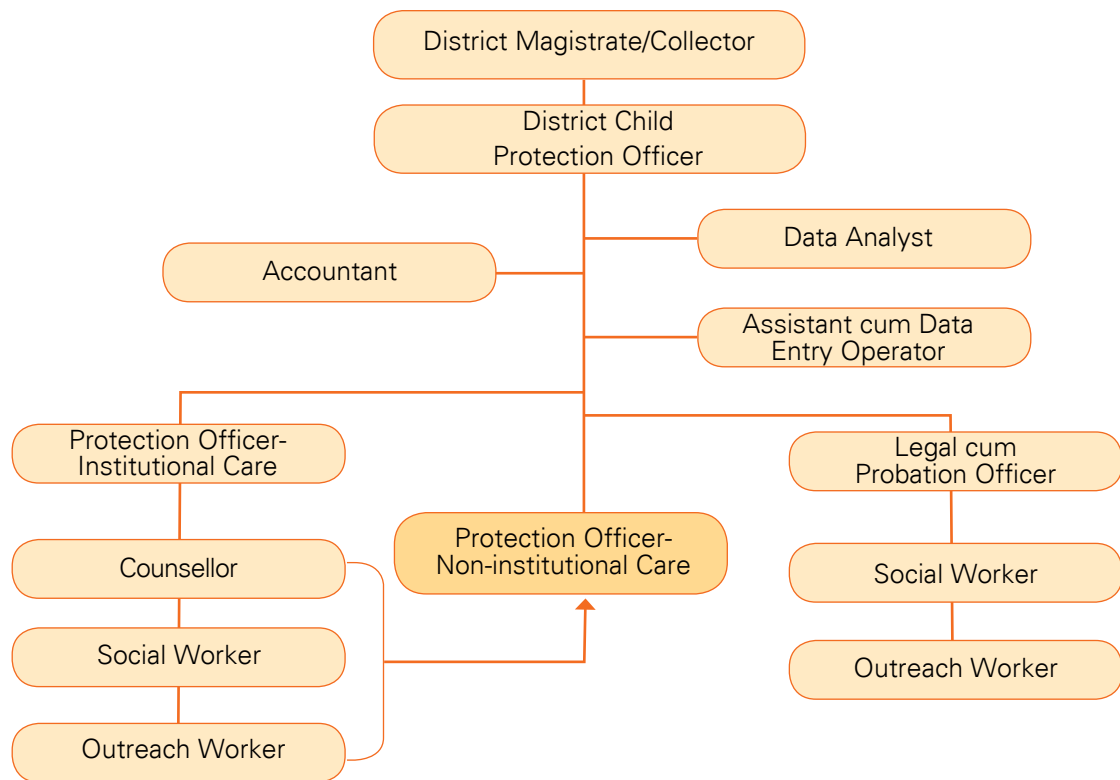 District Magistrate/Collector
District Child
Protection Officer
Data Analyst
Accountant
Assistant cum Data
Entry Operator
Protection Officer-
Institutional Care
Legal cum
Probation Officer
Protection Officer-
Non-institutional Care
Counsellor
Social Worker
Social Worker
Outreach Worker
Outreach Worker